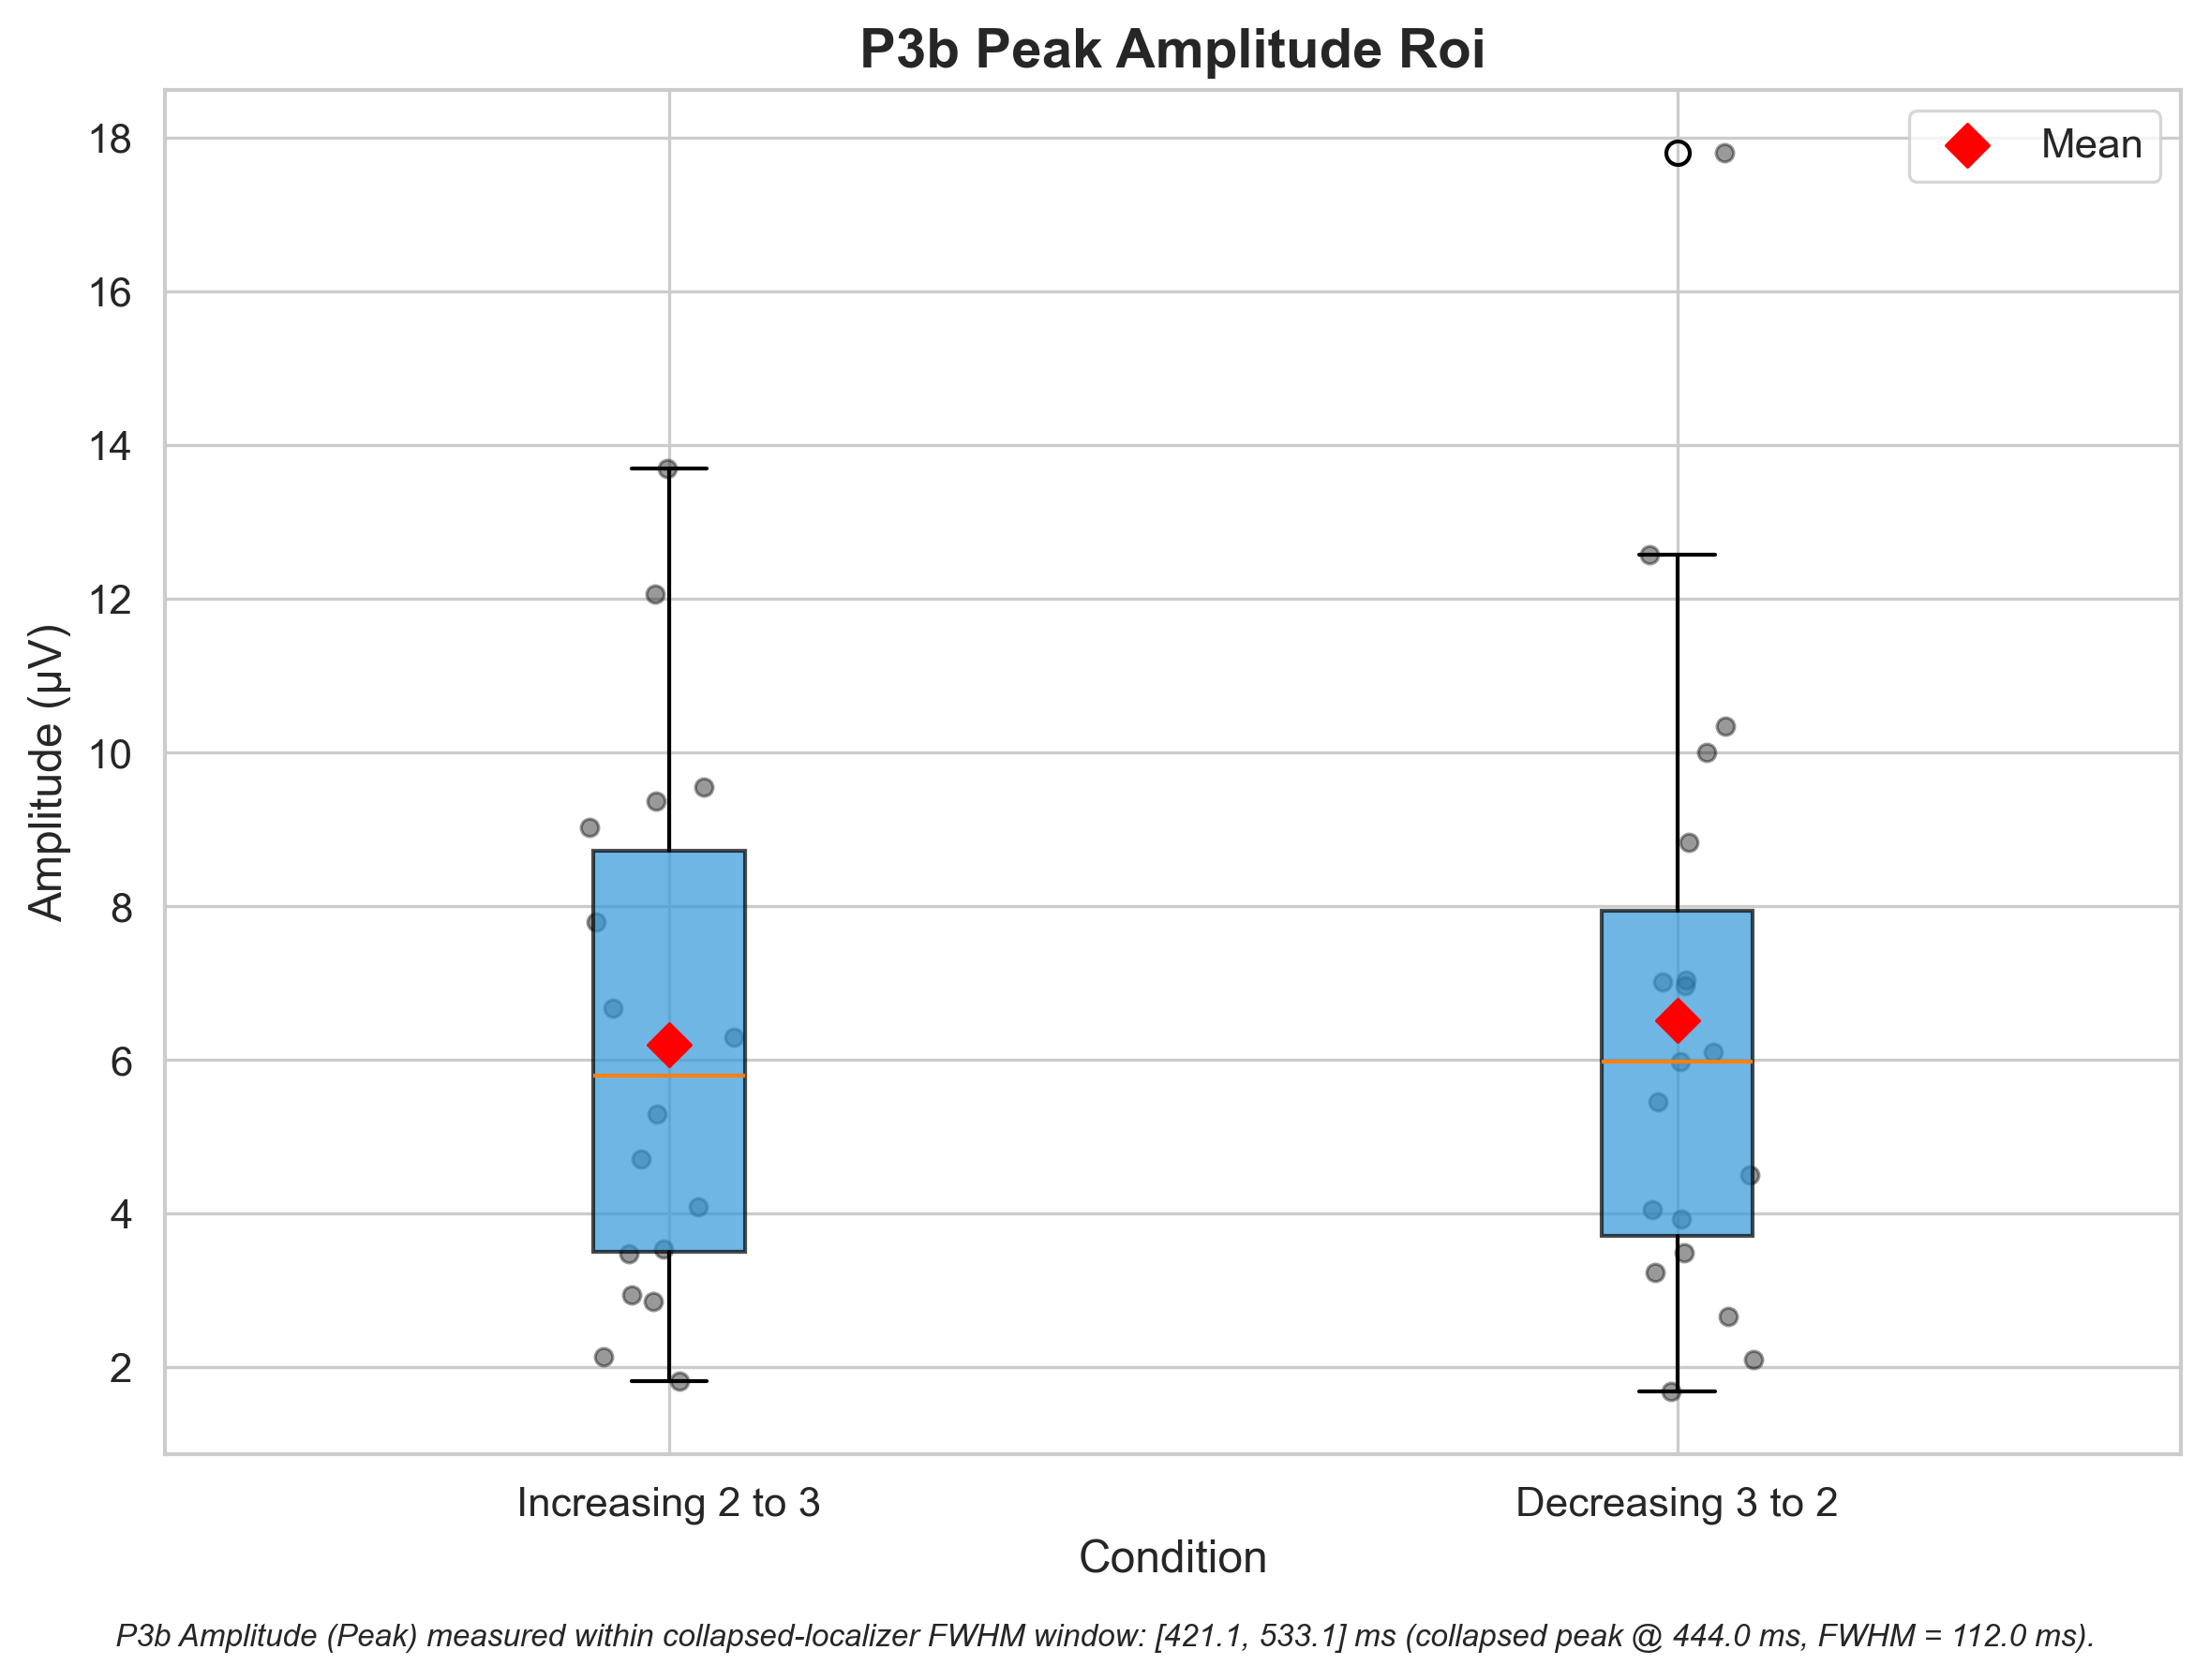 P3b Peak Amplitude Roi
Mean
18
16
14
12
10
8
6
4
2
Amplitude (μV)
Increasing 2 to 3
Decreasing 3 to 2
Condition
P3b Amplitude (Peak) measured within collapsed-localizer FWHM window: [421.1, 533.1] ms (collapsed peak @ 444.0 ms, FWHM = 112.0 ms).